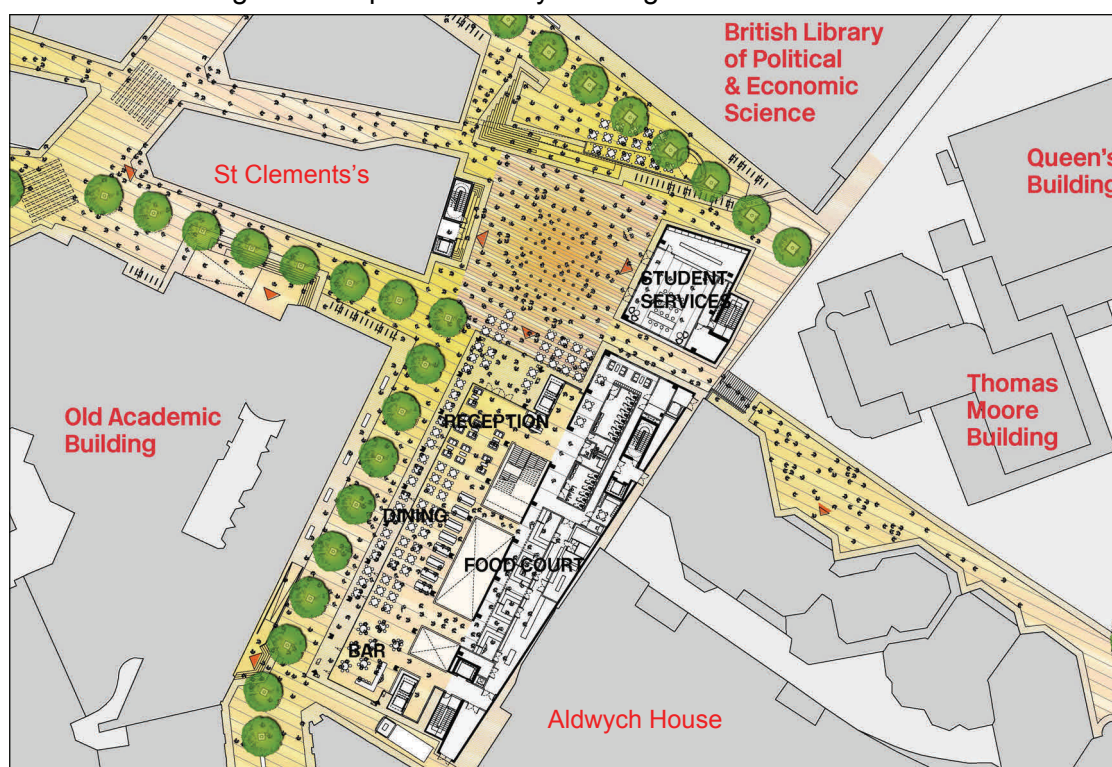 British Library
of Political
& Economic
Science
Queen's
Building
St Clements's
STUDENT
SERVICES
Thomas
Moore
Building
Old Academic
Building
RECEPTION
DINING
FOOD COURT
BAR
Aldwych House